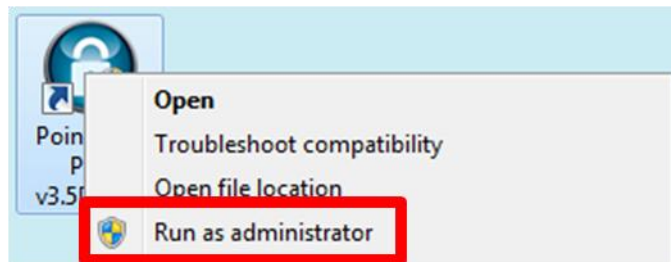 Open
Troubleshoot compatibility
Open file location
Run as administrator